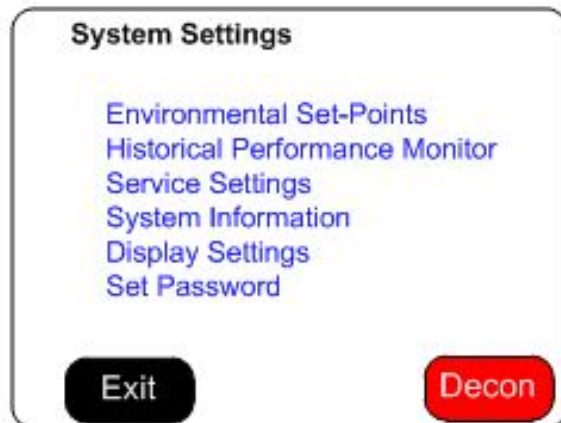 System Settings
Environmental Set-Points
Historical Performance Monitor
Service Settings
System Information
Display Settings
Set Password
Exit
Decon